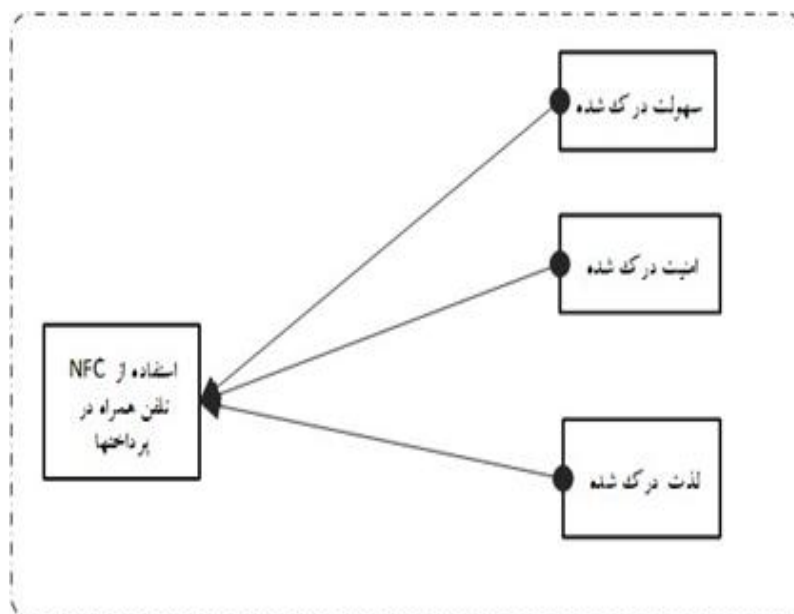 سهولت درک شده
امنیت درک شده
استفاده از NFC
تلفن همراه در
پرداختها
لذت درک شده